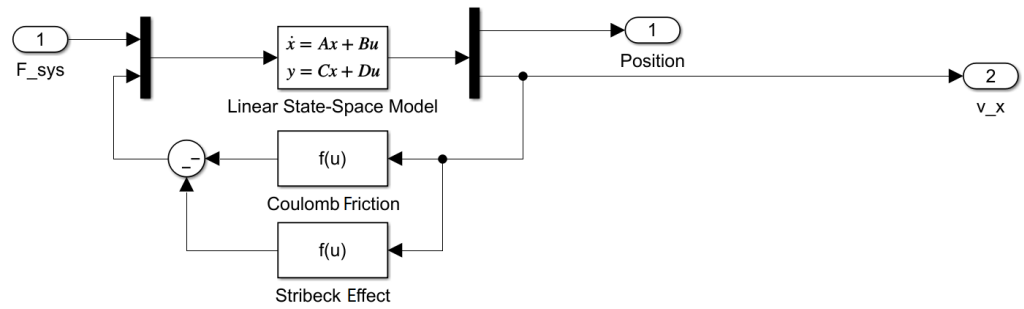 1
F_sys
ẋ = Ax + Bu
y = Cx + Du
Linear State-Space Model
1
Position
2
v_x
f(u)
Coulomb Friction
f(u)
Stribeck Effect